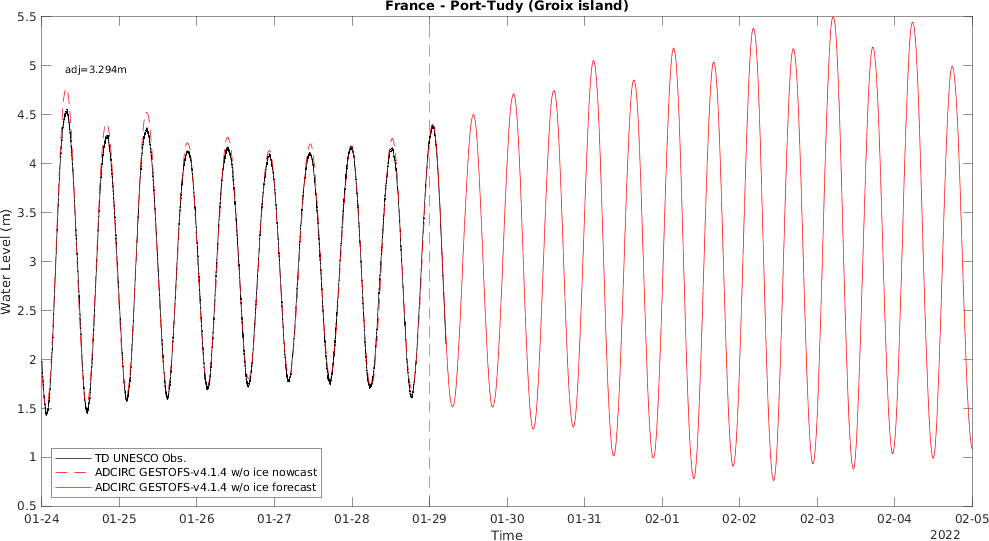 France - Port-Tudy (Groix island)
5.5
5
4.5
4
3.5
3
2.5
2
1.5
1
0.5
Water Level (m)
adj=3.294m
TD UNESCO Obs.
ADCIRC GESTOFS-v4.1.4 w/o ice nowcast
ADCIRC GESTOFS-v4.1.4 w/o ice forecast
01-24 01-25 01-26 01-27 01-28 01-29 01-30 01-31 02-01 02-02 02-03 02-04 02-05
Time
2022